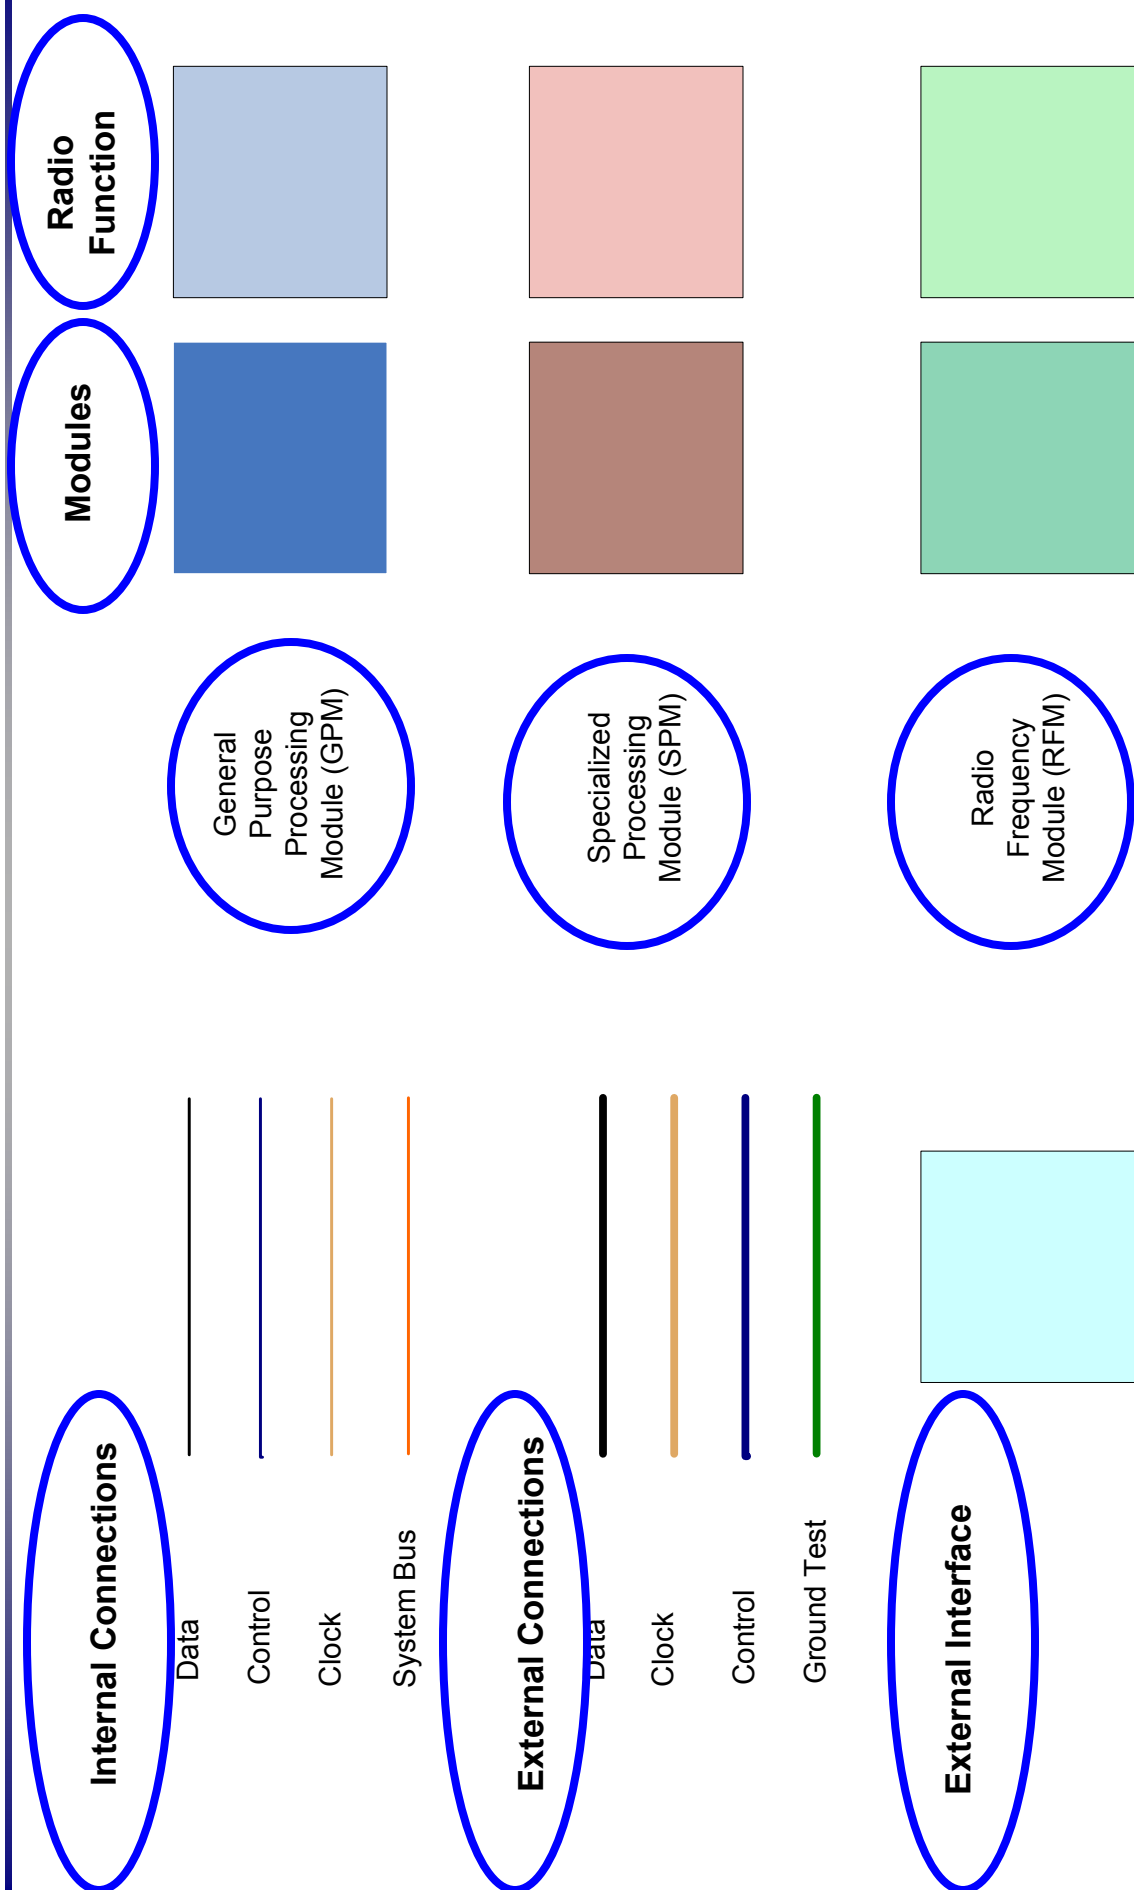 Internal Connections
Data
Control
Clock
System Bus
External Connections
Data
Clock
Control
Ground Test
External Interface
Modules
Radio
Function
General
Purpose
Processing
Module (GPM)
Specialized
Processing
Module (SPM)
Radio
Frequency
Module (RFM)